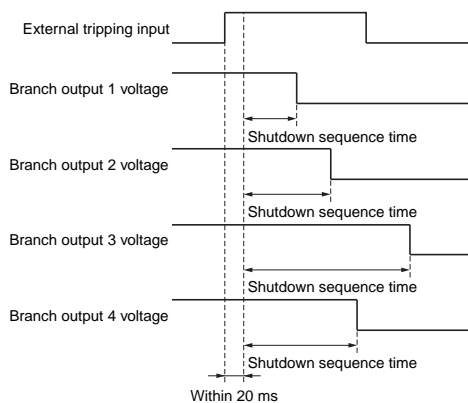 External tripping input
Branch output 1 voltage
Shutdown sequence time
Branch output 2 voltage
Shutdown sequence time
Branch output 3 voltage
Shutdown sequence time
Branch output 4 voltage
Shutdown sequence time
Within 20 ms